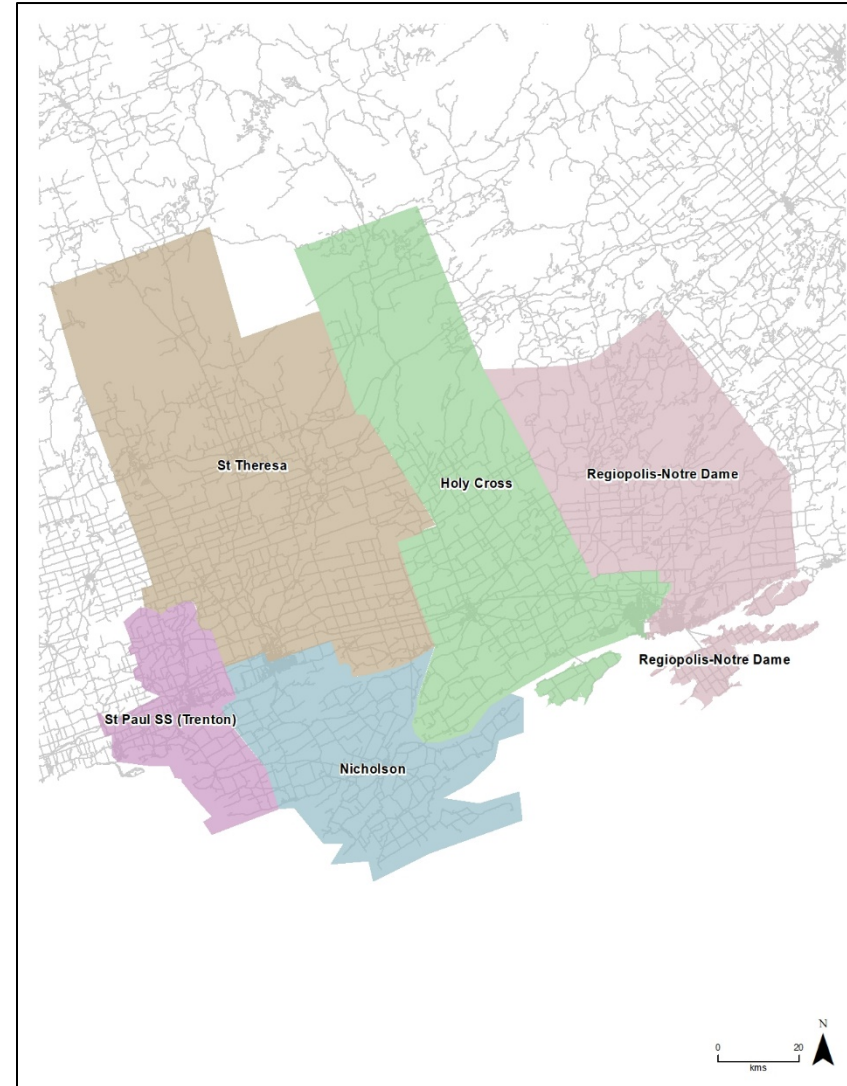 St Theresa
Regiopolis-Notre Dame
Holy Cross
Regiopolis-Notre Dame
St Paul SS (Trenton)
Nicholson
N
0 20
kms